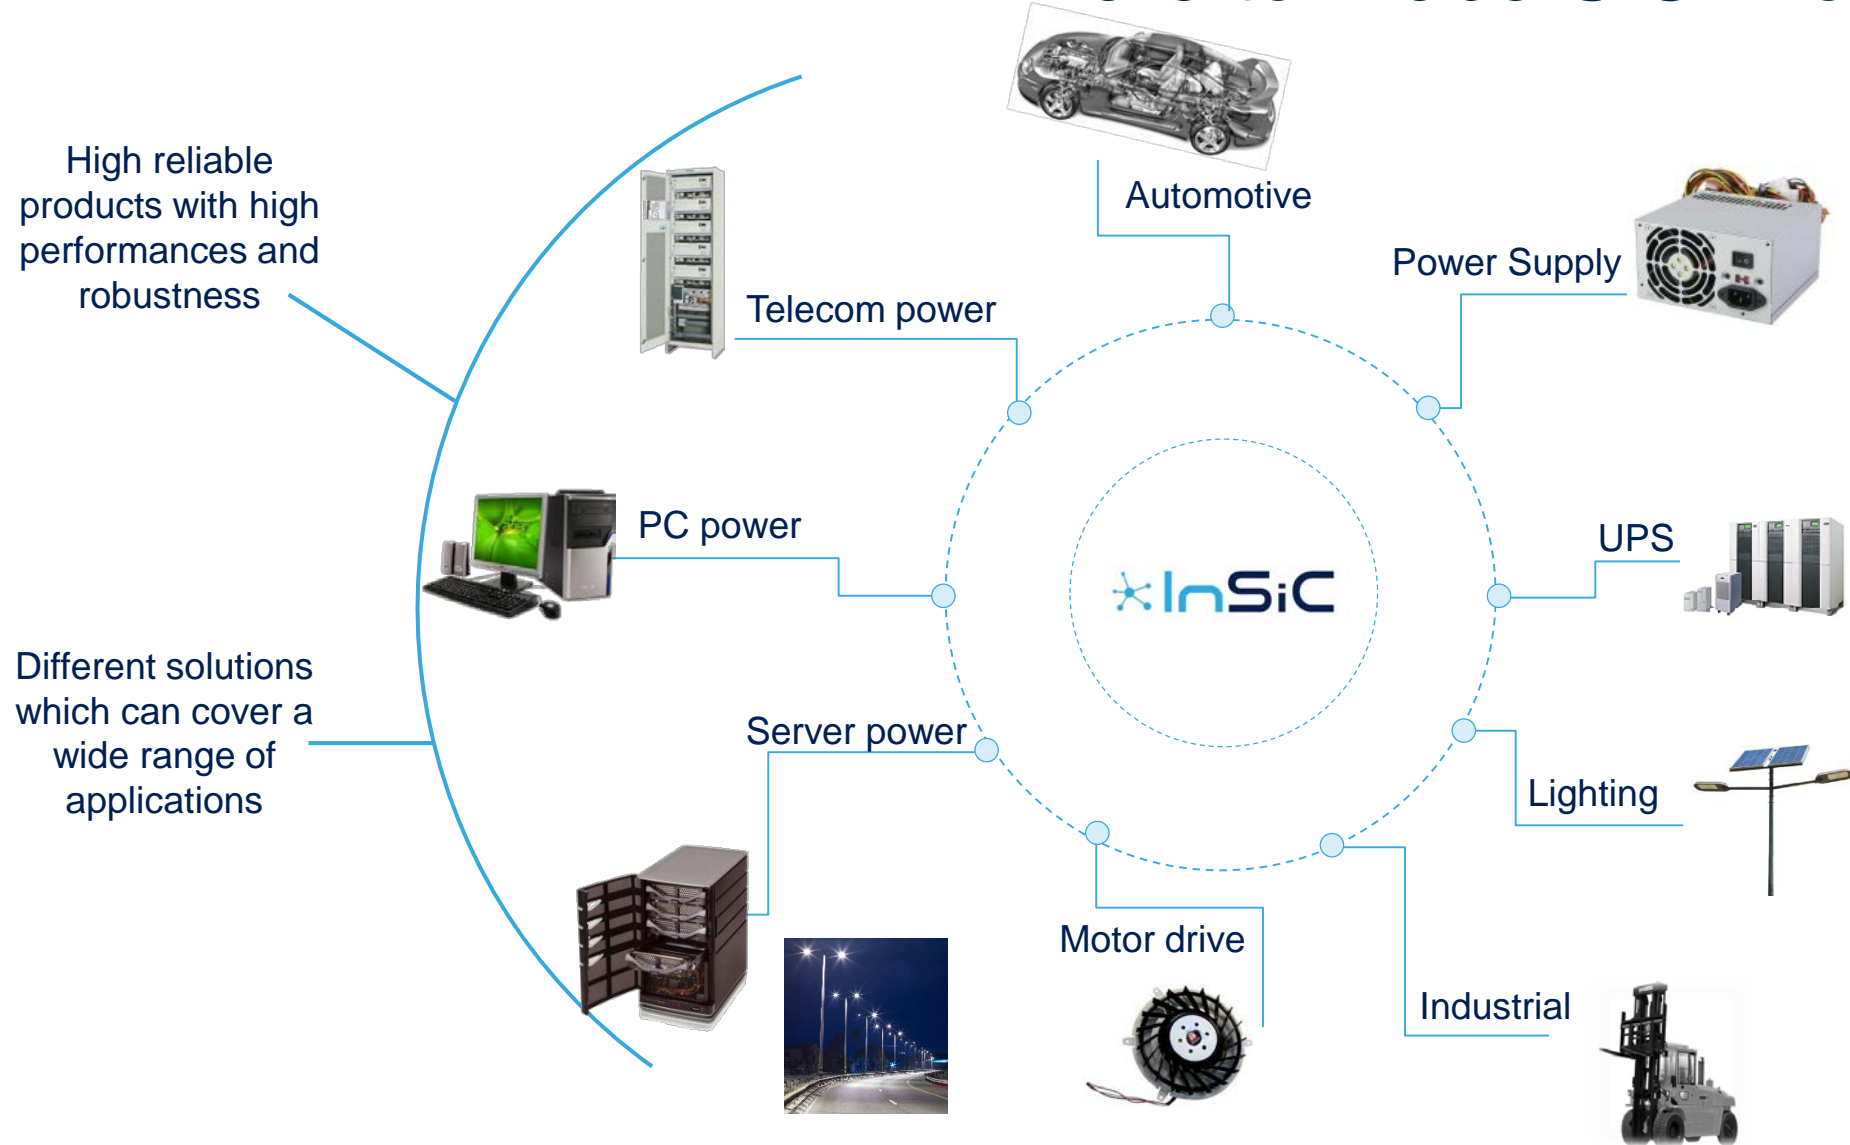 High reliable
products with high
performances and
robustness
Different solutions
which can cover a
wide range of
applications
Automotive
Power Supply
Telecom power
PC power
UPS
InSiC
Server power
Lighting
Motor drive
Industrial